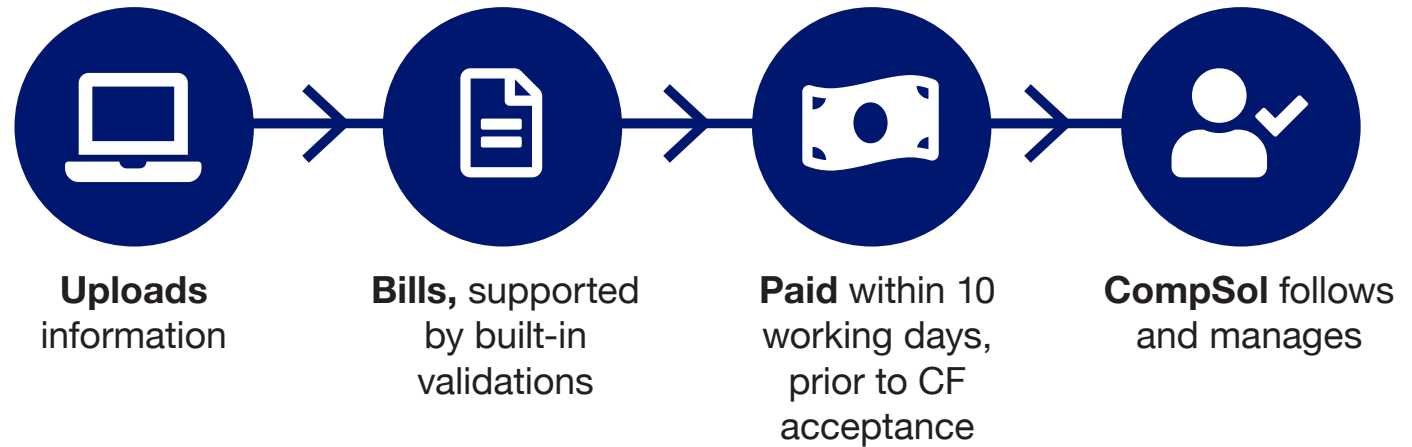 Uploads
information
Bills, supported
by built-in
validations
Paid within 10
working days,
prior to CF
acceptance
CompSol follows
and manages